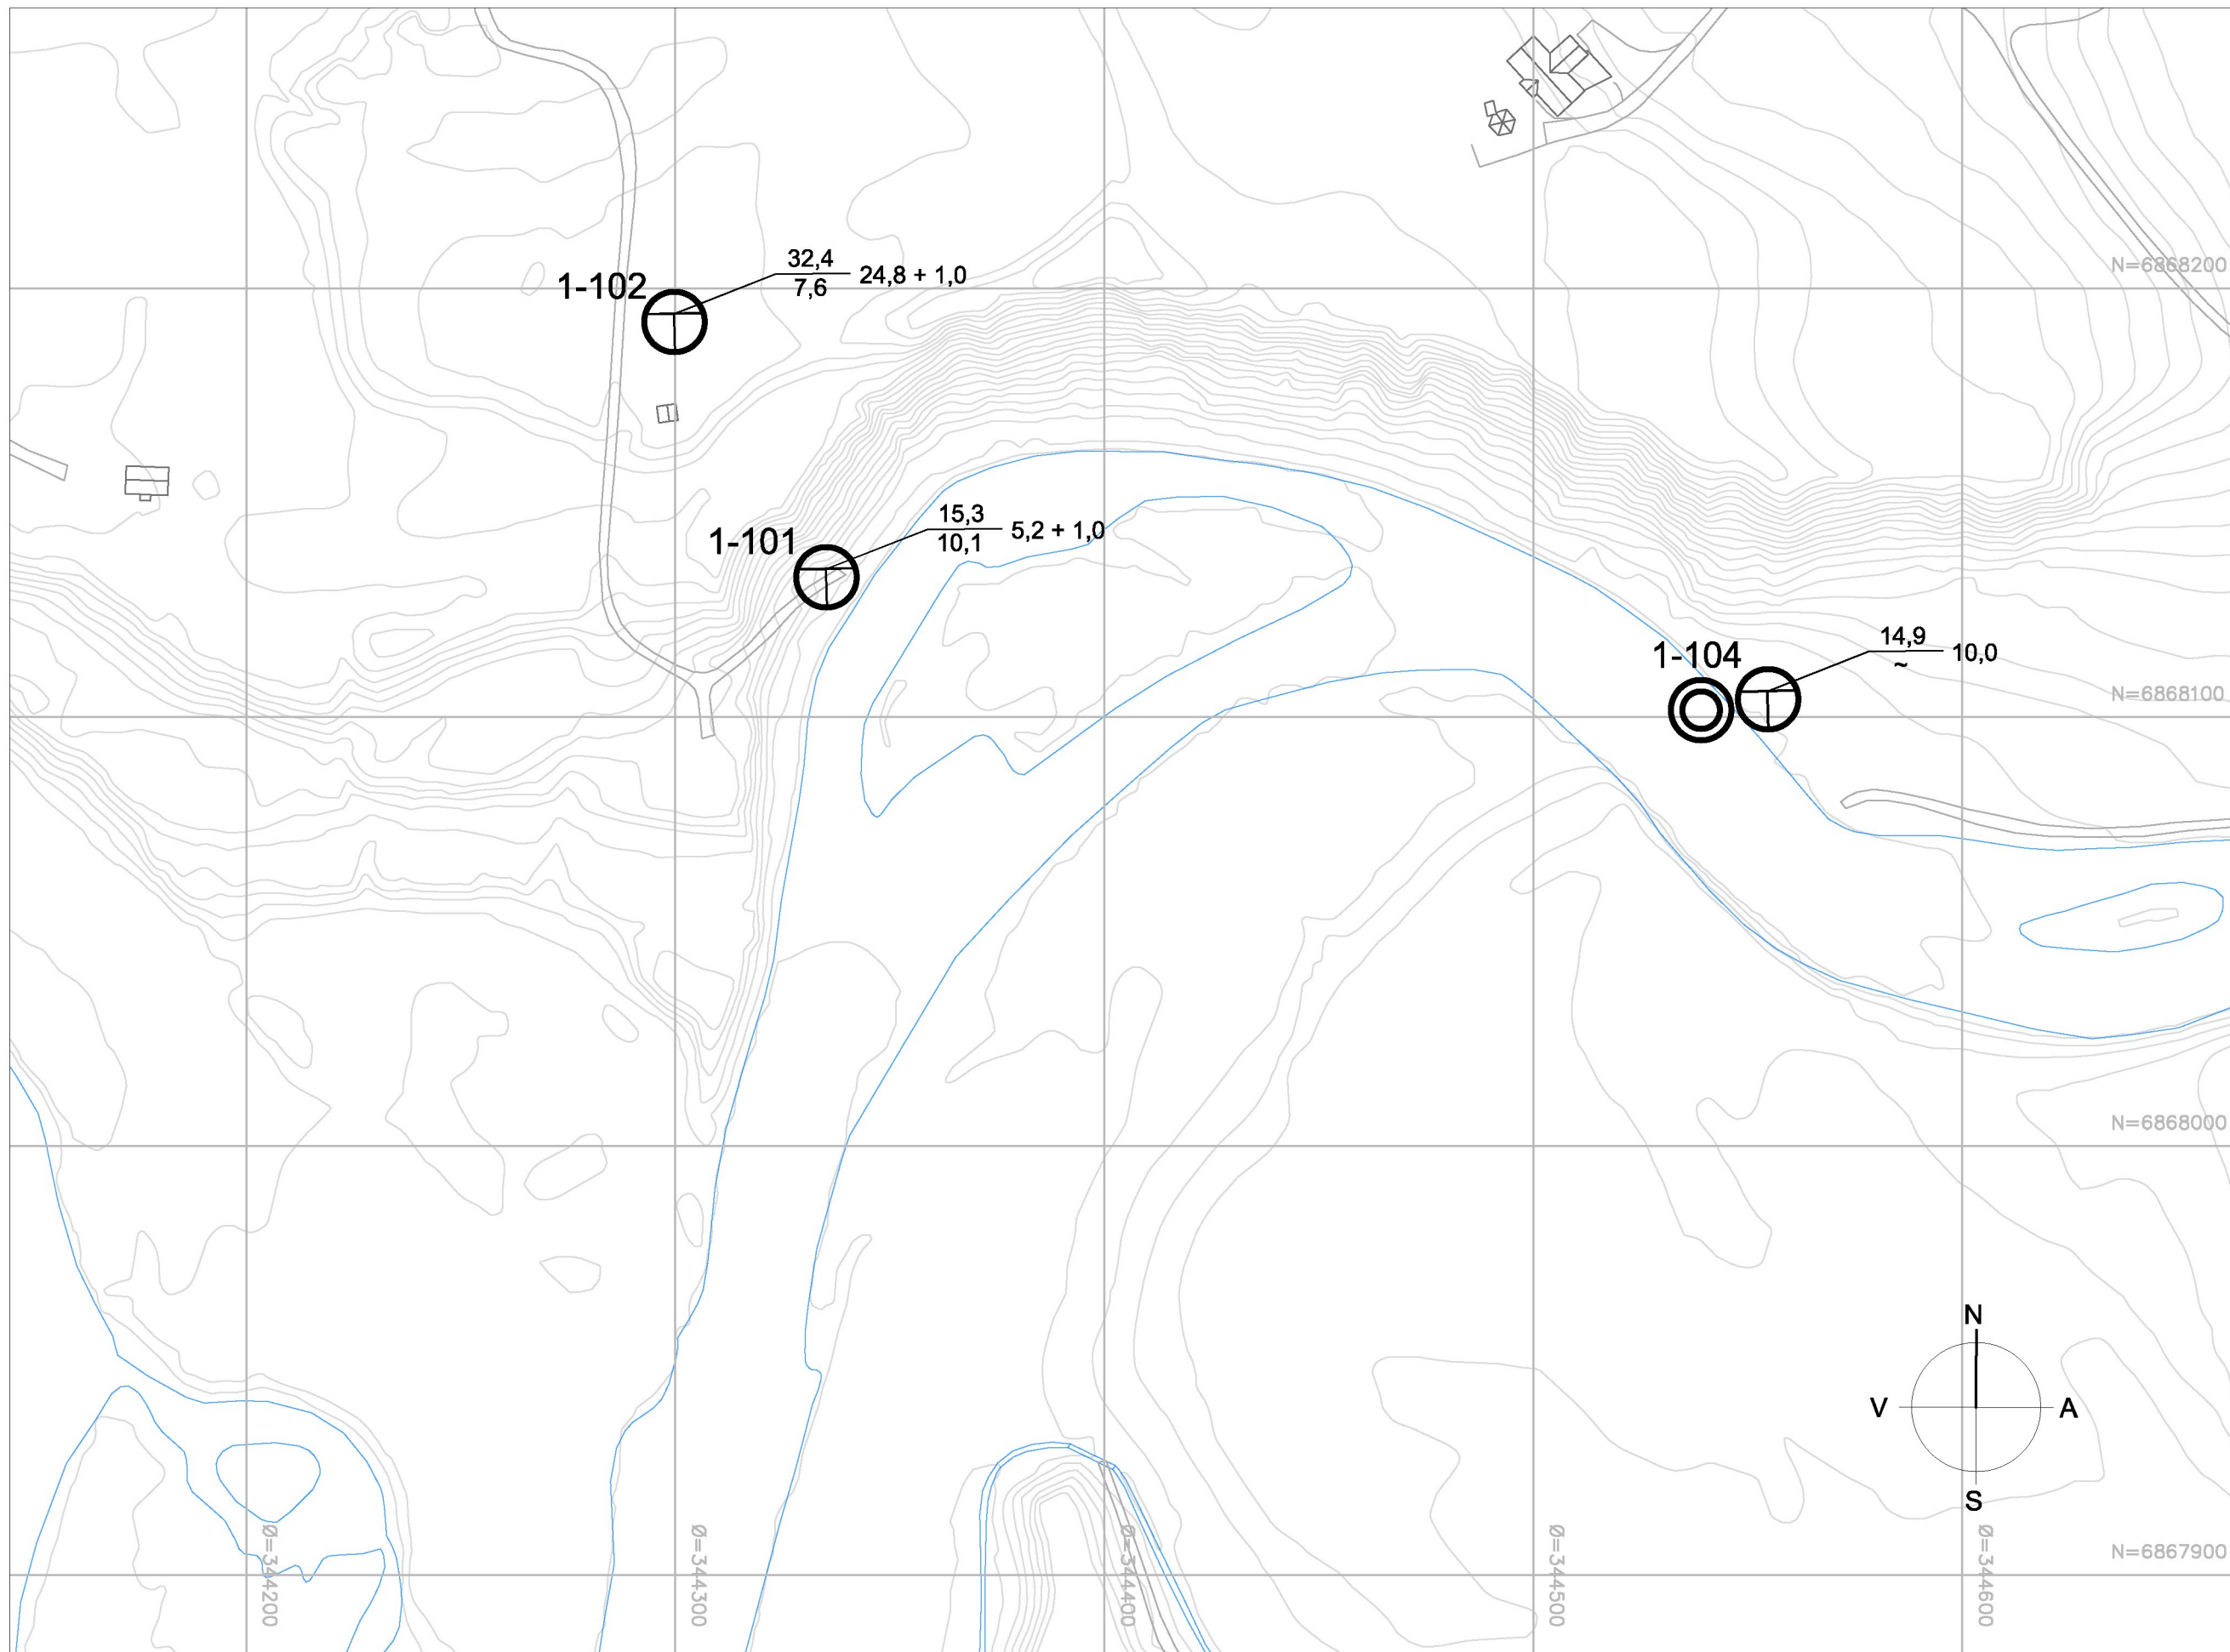 32,4
1-102
24,8 + 1,0
7,6
N=6868200
15,3
1-101
5,2 + 1,0
10,1
14,9
1-104
10,0
~
N=6868100
N=6868000
N
V
A
S
N=6867900
Ø=344200
Ø=344300
Ø=344400
Ø=344500
Ø=344600